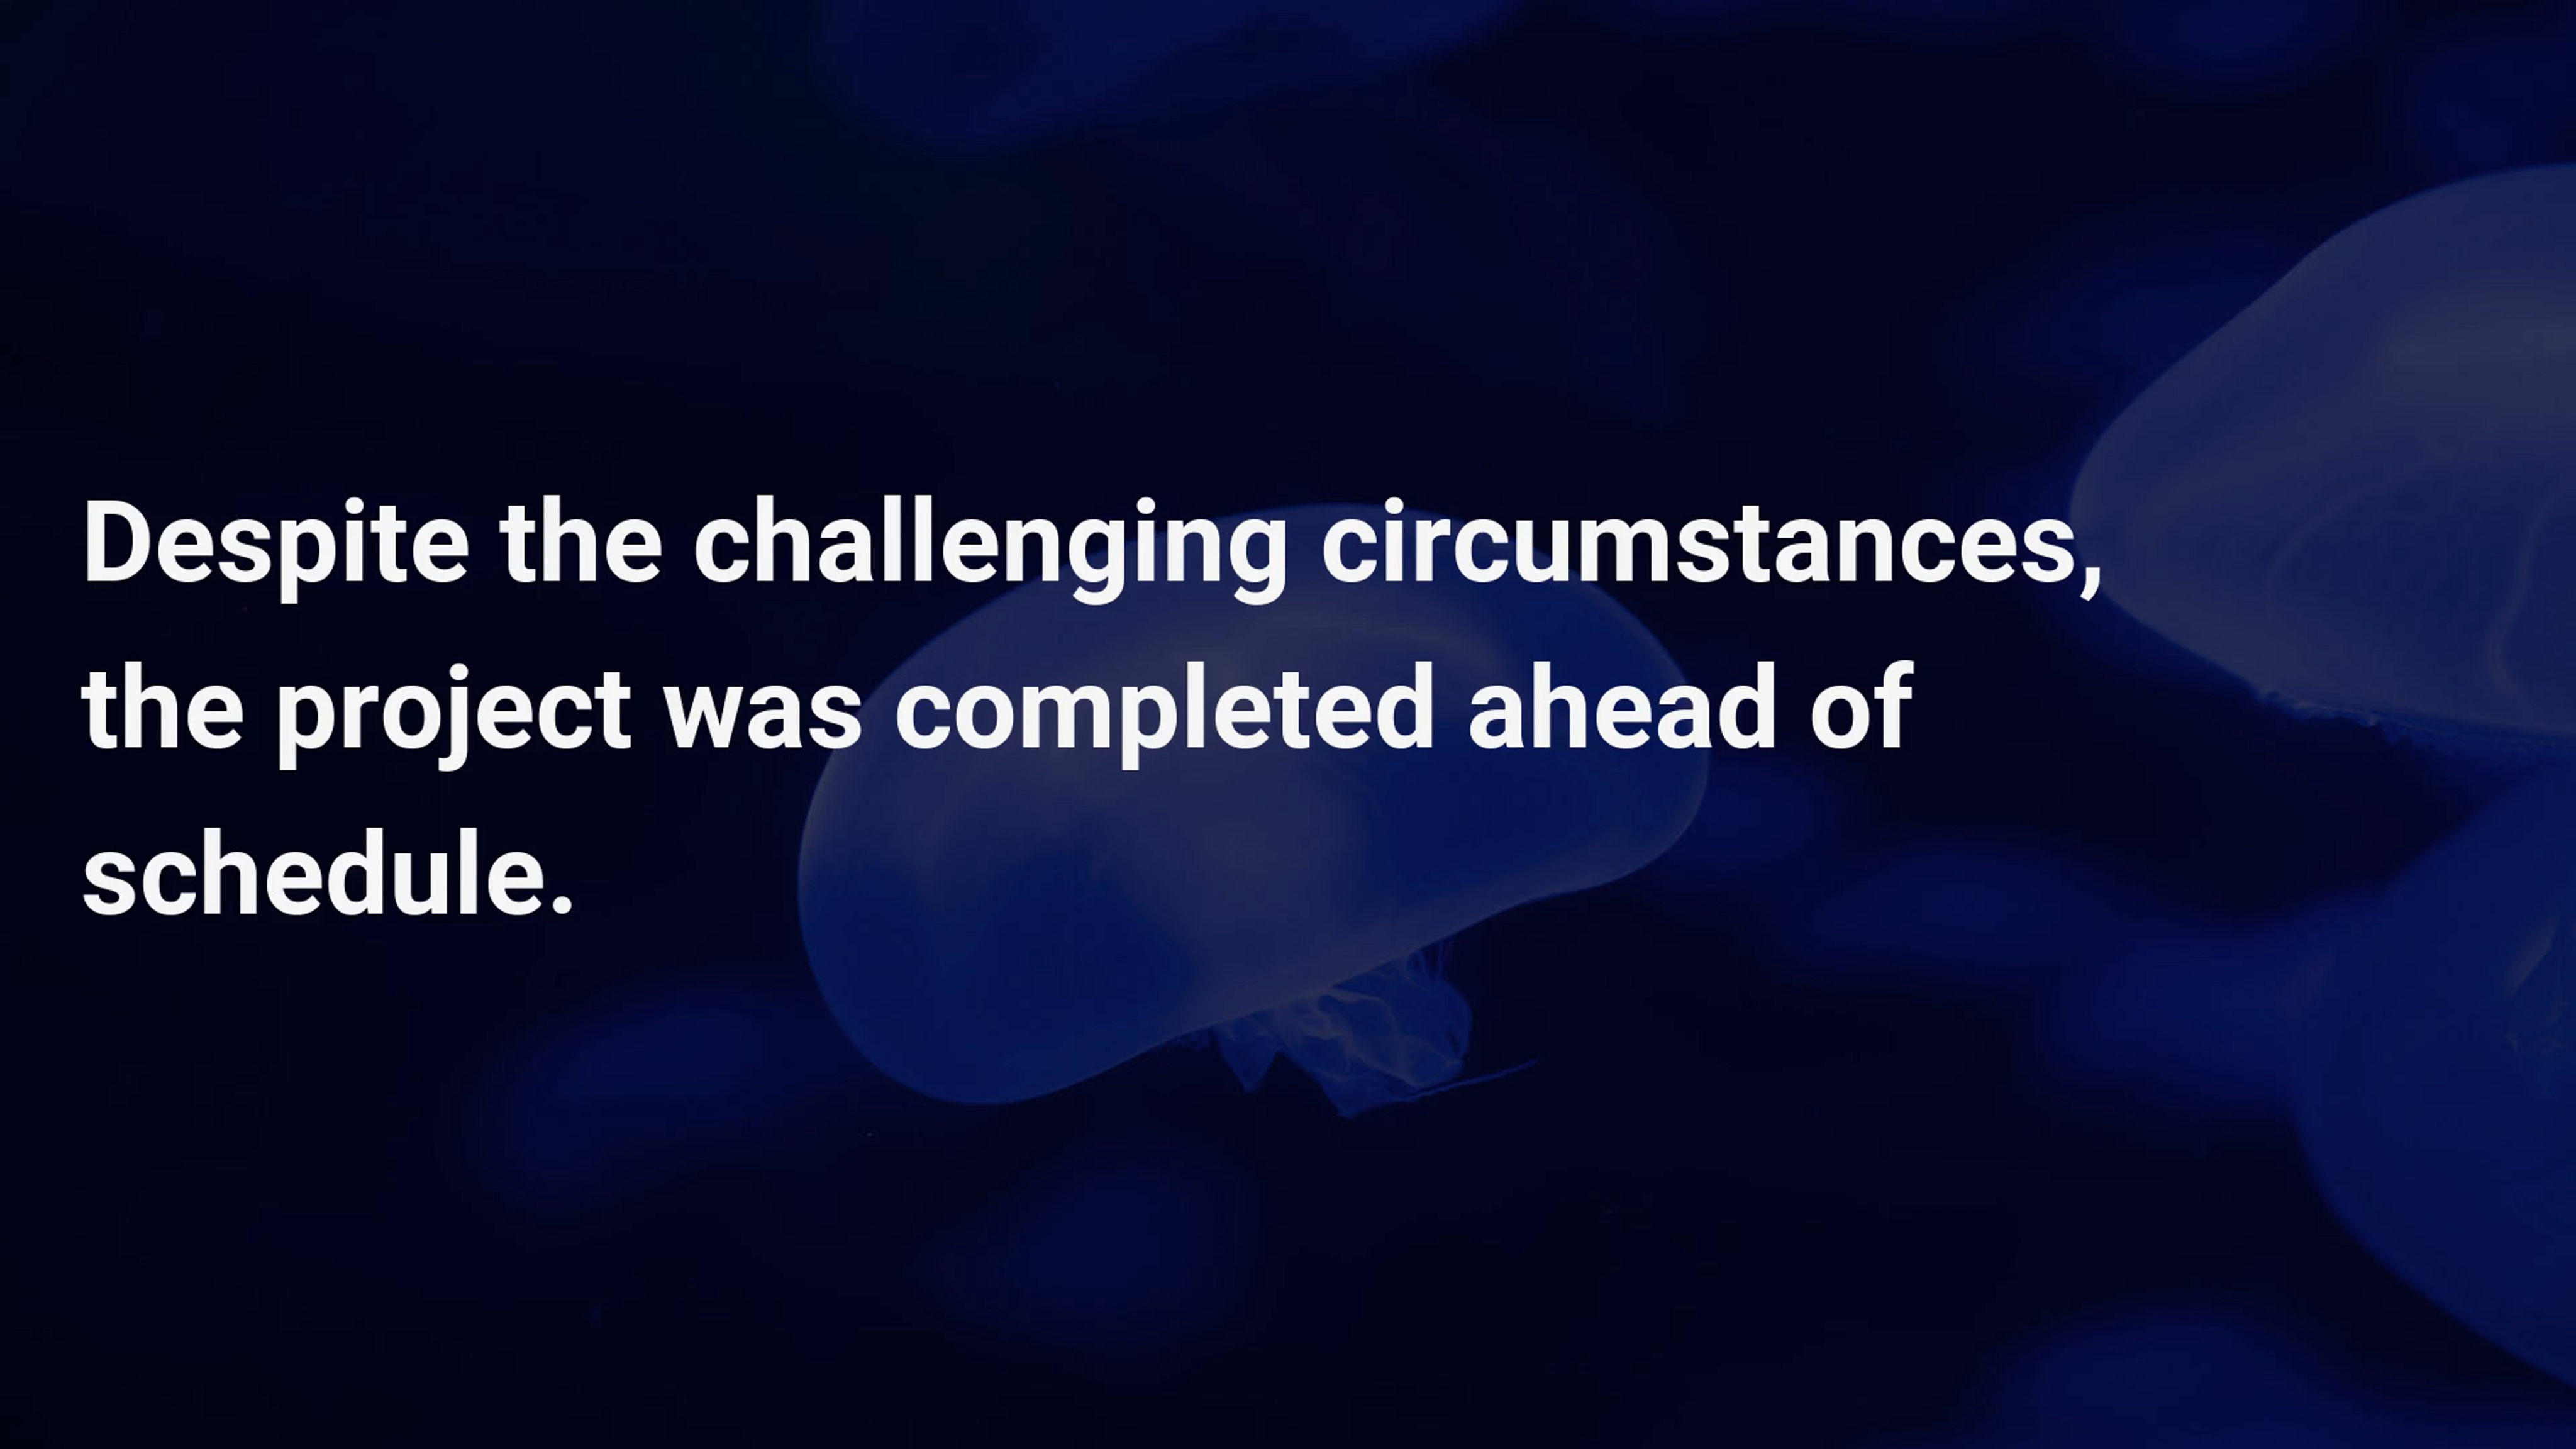 Despite the challenging circumstances,
the project was completed ahead of
schedule.